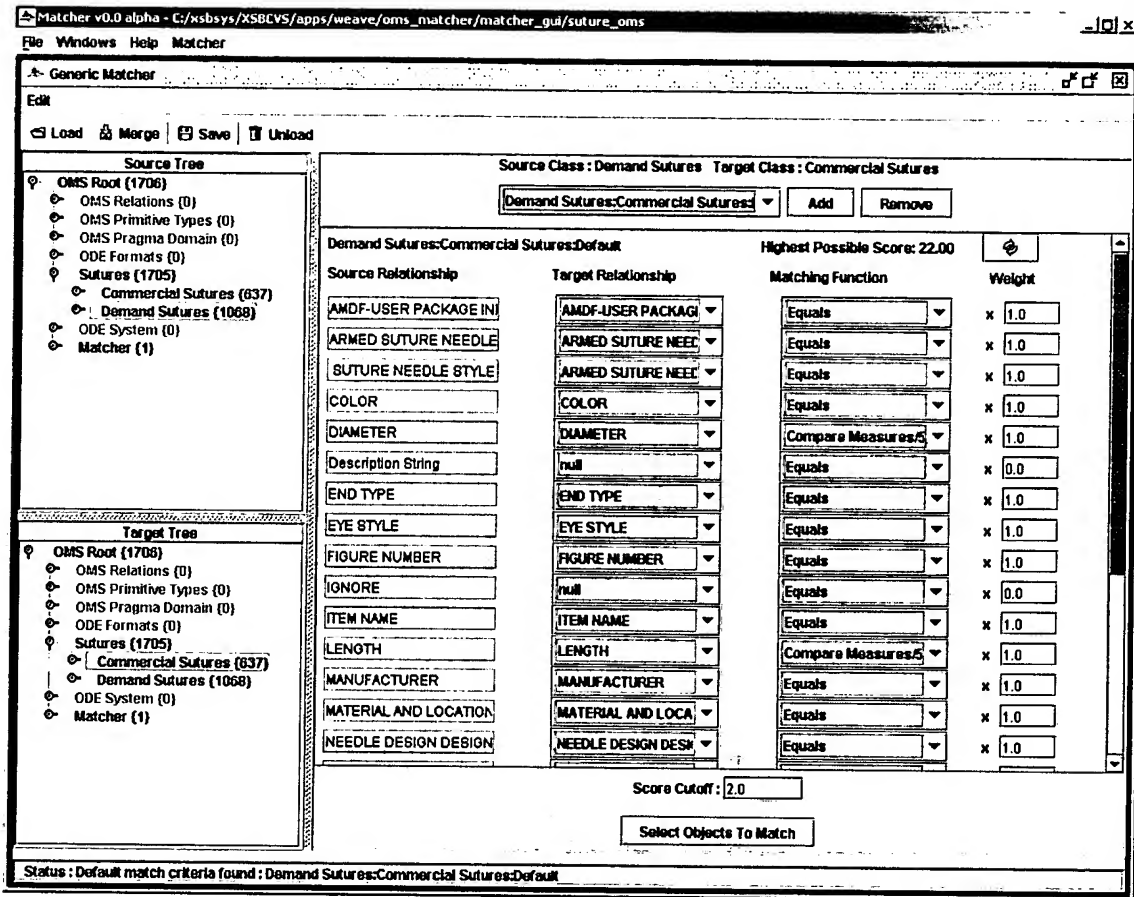 Matcher v0.0 alpha - C:/xsbsys/XSBCVS/apps/weave/oms_matcher/matcher_gui/suture_oms
File Windows Help Matcher
Generic Matcher
Edit
Load Merge Save Unload
Source Tree
OMS Root {1706}
OMS Relations {0}
OMS Primitive Types {0}
OMS Pragma Domain {0}
ODE Formats {0}
Sutures {1705}
Commercial Sutures {637}
Demand Sutures {1068}
ODE System {0}
Matcher {1}
Target Tree
OMS Root {1706}
OMS Relations {0}
OMS Primitive Types {0}
OMS Pragma Domain {0}
ODE Formats {0}
Sutures {1705}
Commercial Sutures {637}
Demand Sutures {1068}
ODE System {0}
Matcher {1}
Source Class : Demand Sutures Target Class : Commercial Sutures
Demand Sutures:Commercial Sutures: Add Remove
Demand Sutures:Commercial Sutures:Default Highest Possible Score: 22.00
Source Relationship Target Relationship Matching Function Weight
AMDF-USER PACKAGE INI AMDF-USER PACKAGI Equals x 1.0
ARMED SUTURE NEEDLE ARMED SUTURE NEED Equals x 1.0
SUTURE NEEDLE STYLE ARMED SUTURE NEED Equals x 1.0
COLOR COLOR Equals x 1.0
DIAMETER DIAMETER Compare Measures/5 x 1.0
Description String null Equals x 0.0
END TYPE END TYPE Equals x 1.0
EYE STYLE EYE STYLE Equals x 1.0
FIGURE NUMBER FIGURE NUMBER Equals x 1.0
IGNORE null Equals x 0.0
ITEM NAME ITEM NAME Equals x 1.0
LENGTH LENGTH Compare Measures/5 x 1.0
MANUFACTURER MANUFACTURER Equals x 1.0
MATERIAL AND LOCATION MATERIAL AND LOCA Equals x 1.0
NEEDLE DESIGN DESIGN NEEDLE DESIGN DESI Equals x 1.0
Score Cutoff : 2.0
Select Objects To Match
Status : Default match criteria found : Demand Sutures:Commercial Sutures:Default